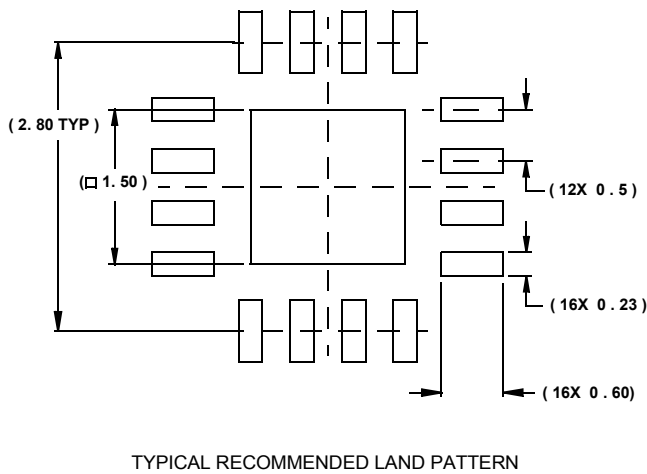 ( 2. 80 TYP )
(□ 1. 50 )
( 12X 0 . 5 )
( 16X 0 . 23 )
( 16X 0 . 60)
TYPICAL RECOMMENDED LAND PATTERN